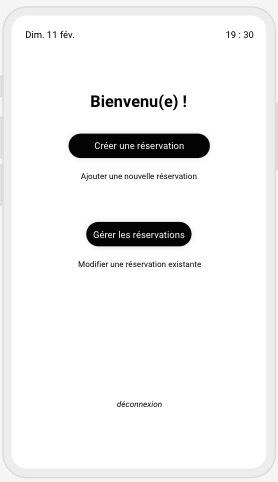 Dim. 11 fév. 19 : 30
Bienvenu(e) !
Créer une réservation
Ajouter une nouvelle réservation
Gérer les réservations
Modifier une réservation existante
déconnexion